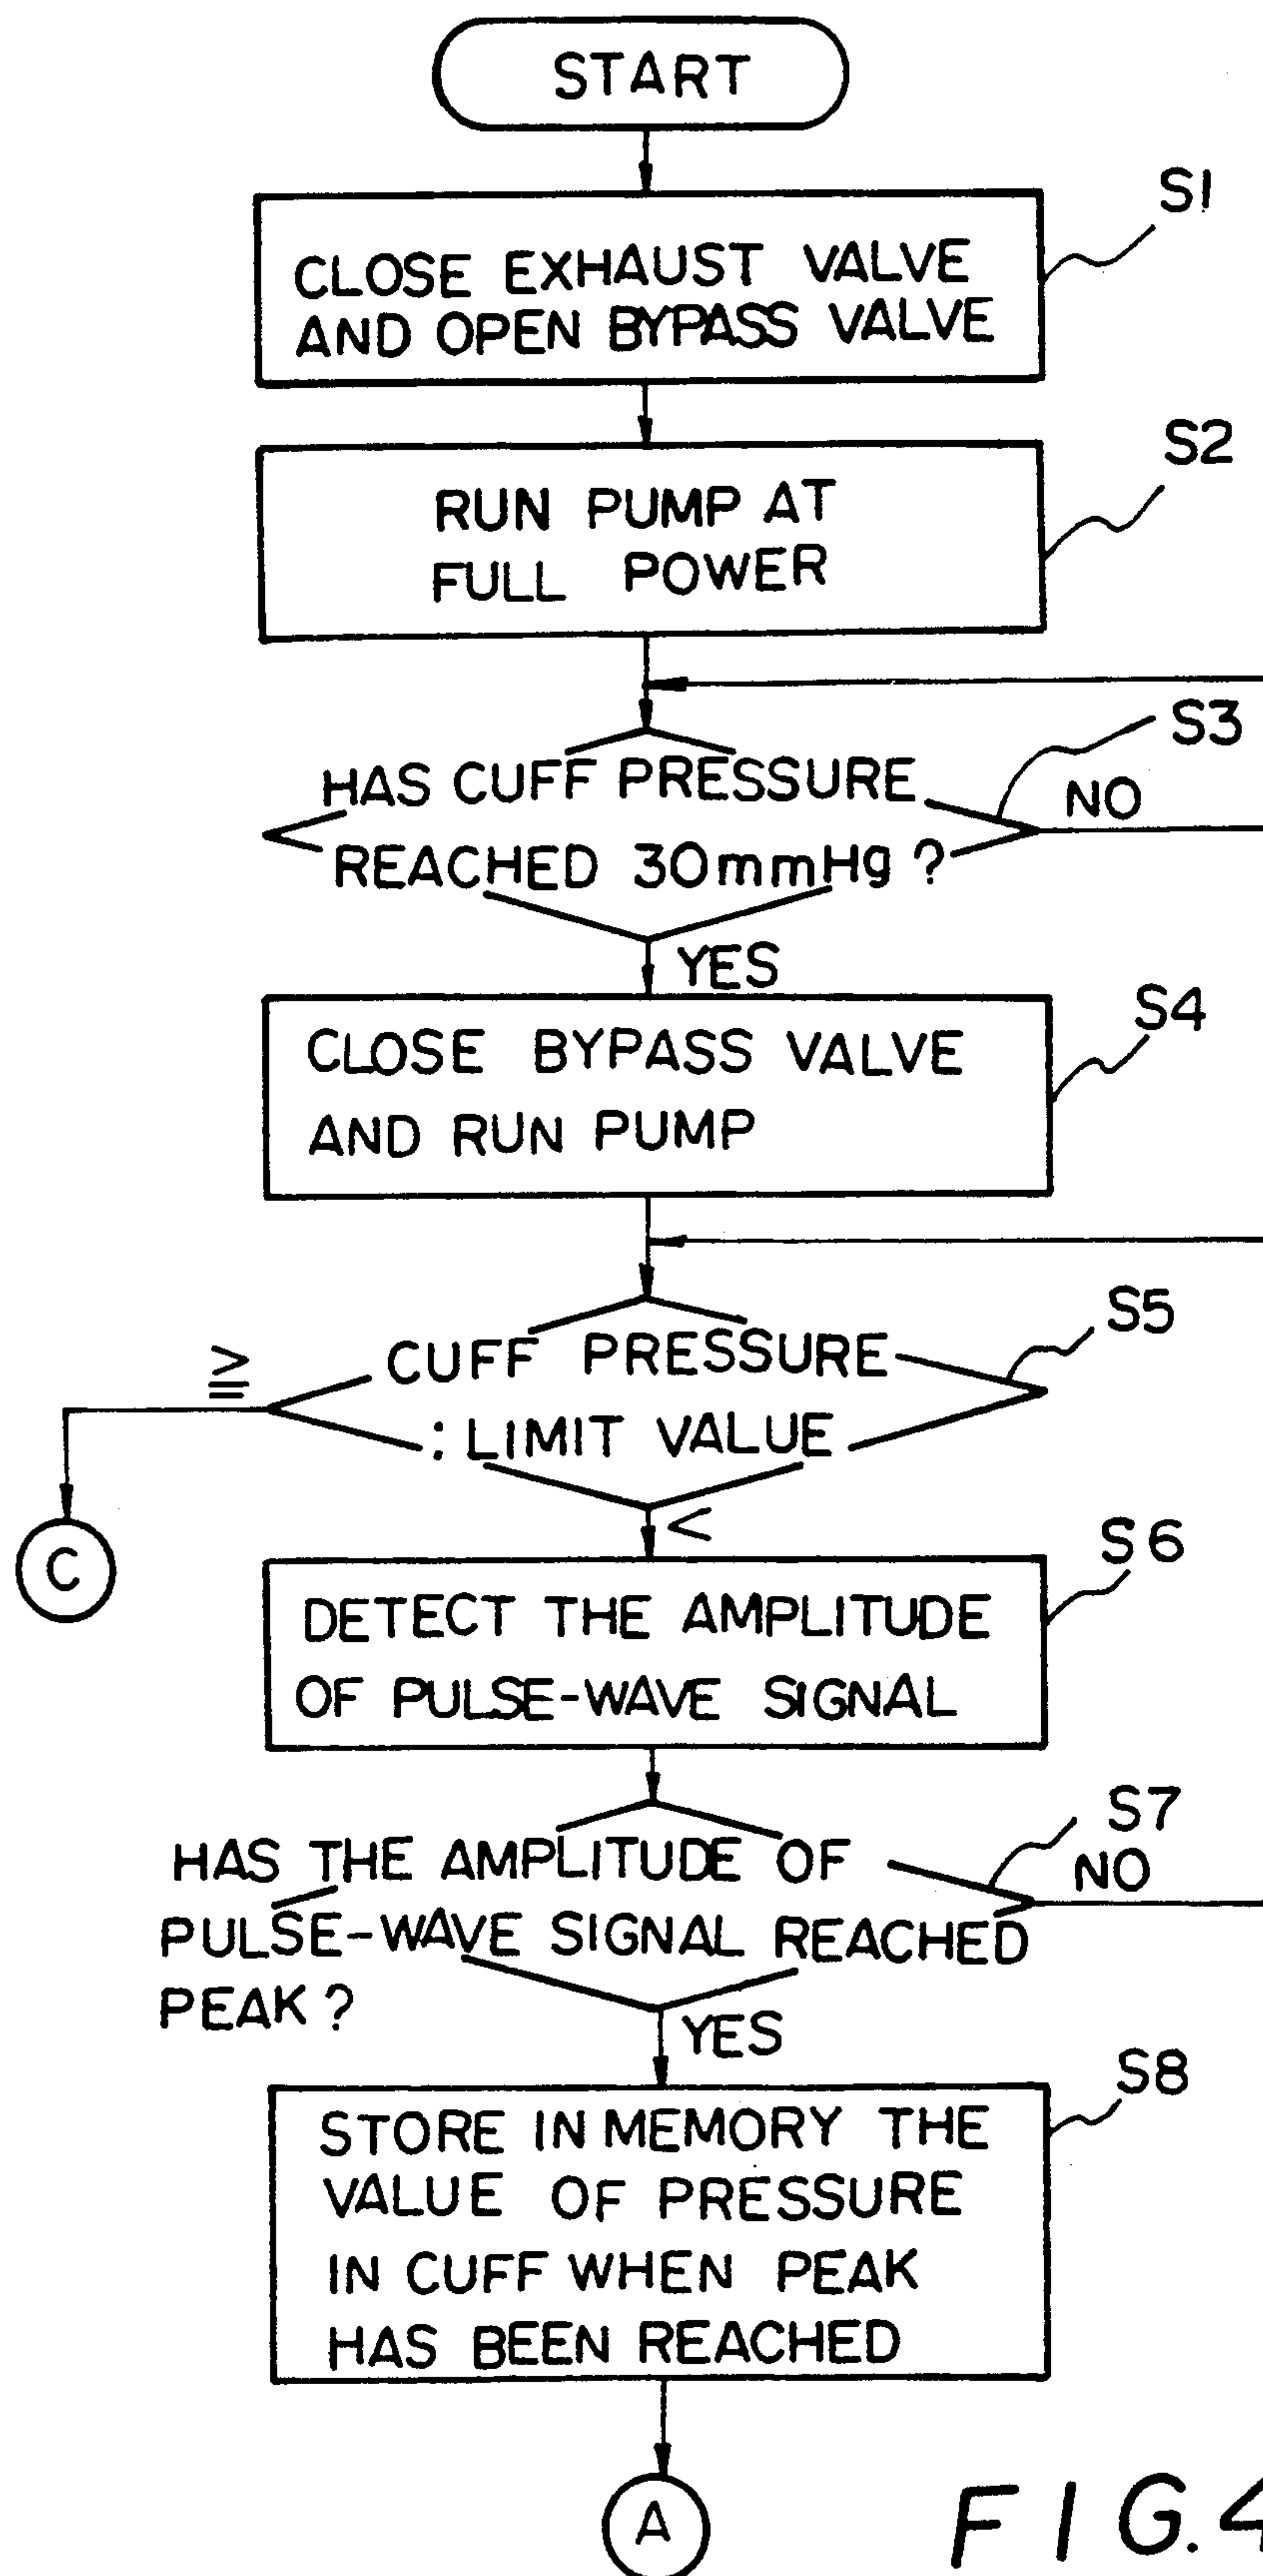 START
S1
CLOSE EXHAUST VALVE
AND OPEN BYPASS VALVE
S2
RUN PUMP AT
FULL POWER
S3
HAS CUFF PRESSURE
NO
REACHED 30mmHg?
YES
S4
CLOSE BYPASS VALVE
AND RUN PUMP
S5
≧
CUFF PRESSURE
: LIMIT VALUE
<
C
S6
DETECT THE AMPLITUDE
OF PULSE-WAVE SIGNAL
S7
HAS THE AMPLITUDE OF
NO
PULSE-WAVE SIGNAL REACHED
PEAK?
YES
S8
STORE IN MEMORY THE
VALUE OF PRESSURE
IN CUFF WHEN PEAK
HAS BEEN REACHED
A
FIG.4